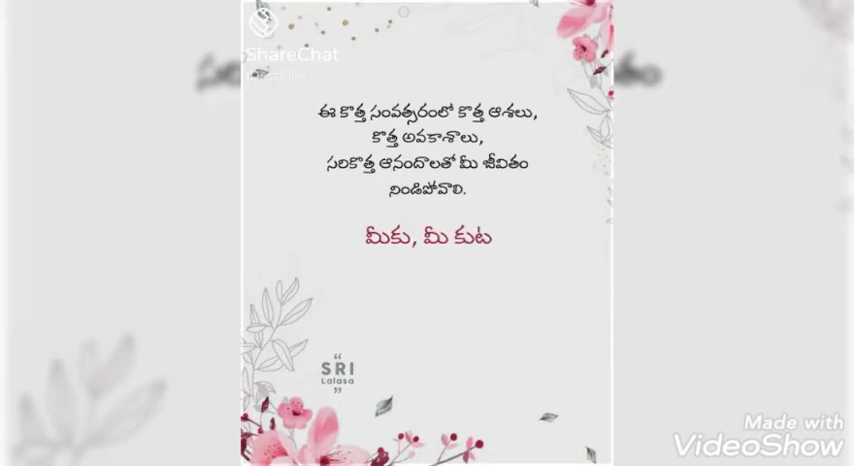 ShareChat
ఈ కొత్త సంవత్సరంలో కొత్త ఆశలు,
కొత్త అవకాశాలు,
సరికొత్త ఆనందాలతో మీ జీవితం
నిండిపోవాలి.
మీకు, మీ కుట
“
SRI
Lalasa
”
Made with
VideoShow